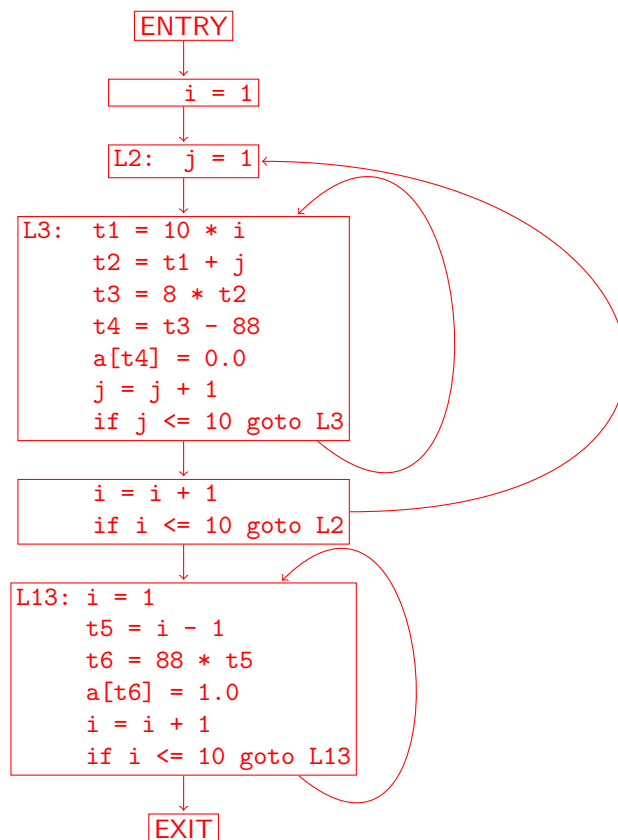 ENTRY
i = 1
L2: j = 1
L3: t1 = 10 * i
t2 = t1 + j
t3 = 8 * t2
t4 = t3 - 88
a[t4] = 0.0
j = j + 1
if j <= 10 goto L3
i = i + 1
if i <= 10 goto L2
L13: i = 1
t5 = i - 1
t6 = 88 * t5
a[t6] = 1.0
i = i + 1
if i <= 10 goto L13
EXIT